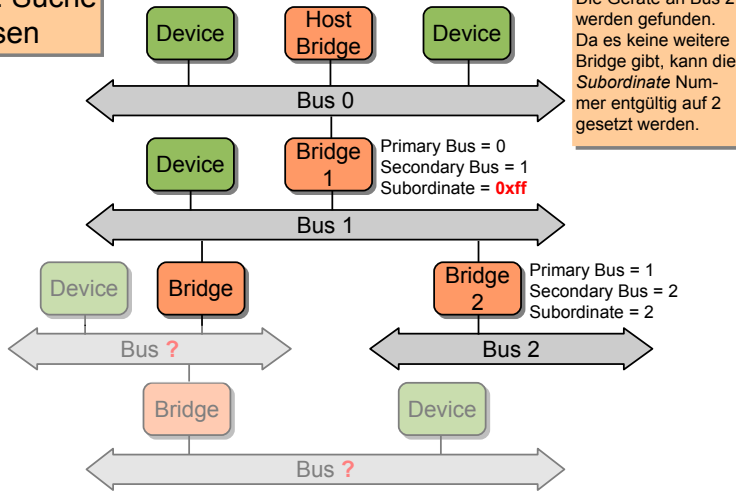 Suche
sen
Die Geräte an Bus 2
werden gefunden.
Da es keine weitere
Bridge gibt, kann die
Subordinate Num-
mer entgültig auf 2
gesetzt werden.
Device
Host
Bridge
Device
Bus 0
Device
Bridge
1
Primary Bus = 0
Secondary Bus = 1
Subordinate = 0xff
Bus 1
Device
Bridge
Bridge
2
Primary Bus = 1
Secondary Bus = 2
Subordinate = 2
Bus ?
Bus 2
Bridge
Device
Bus ?